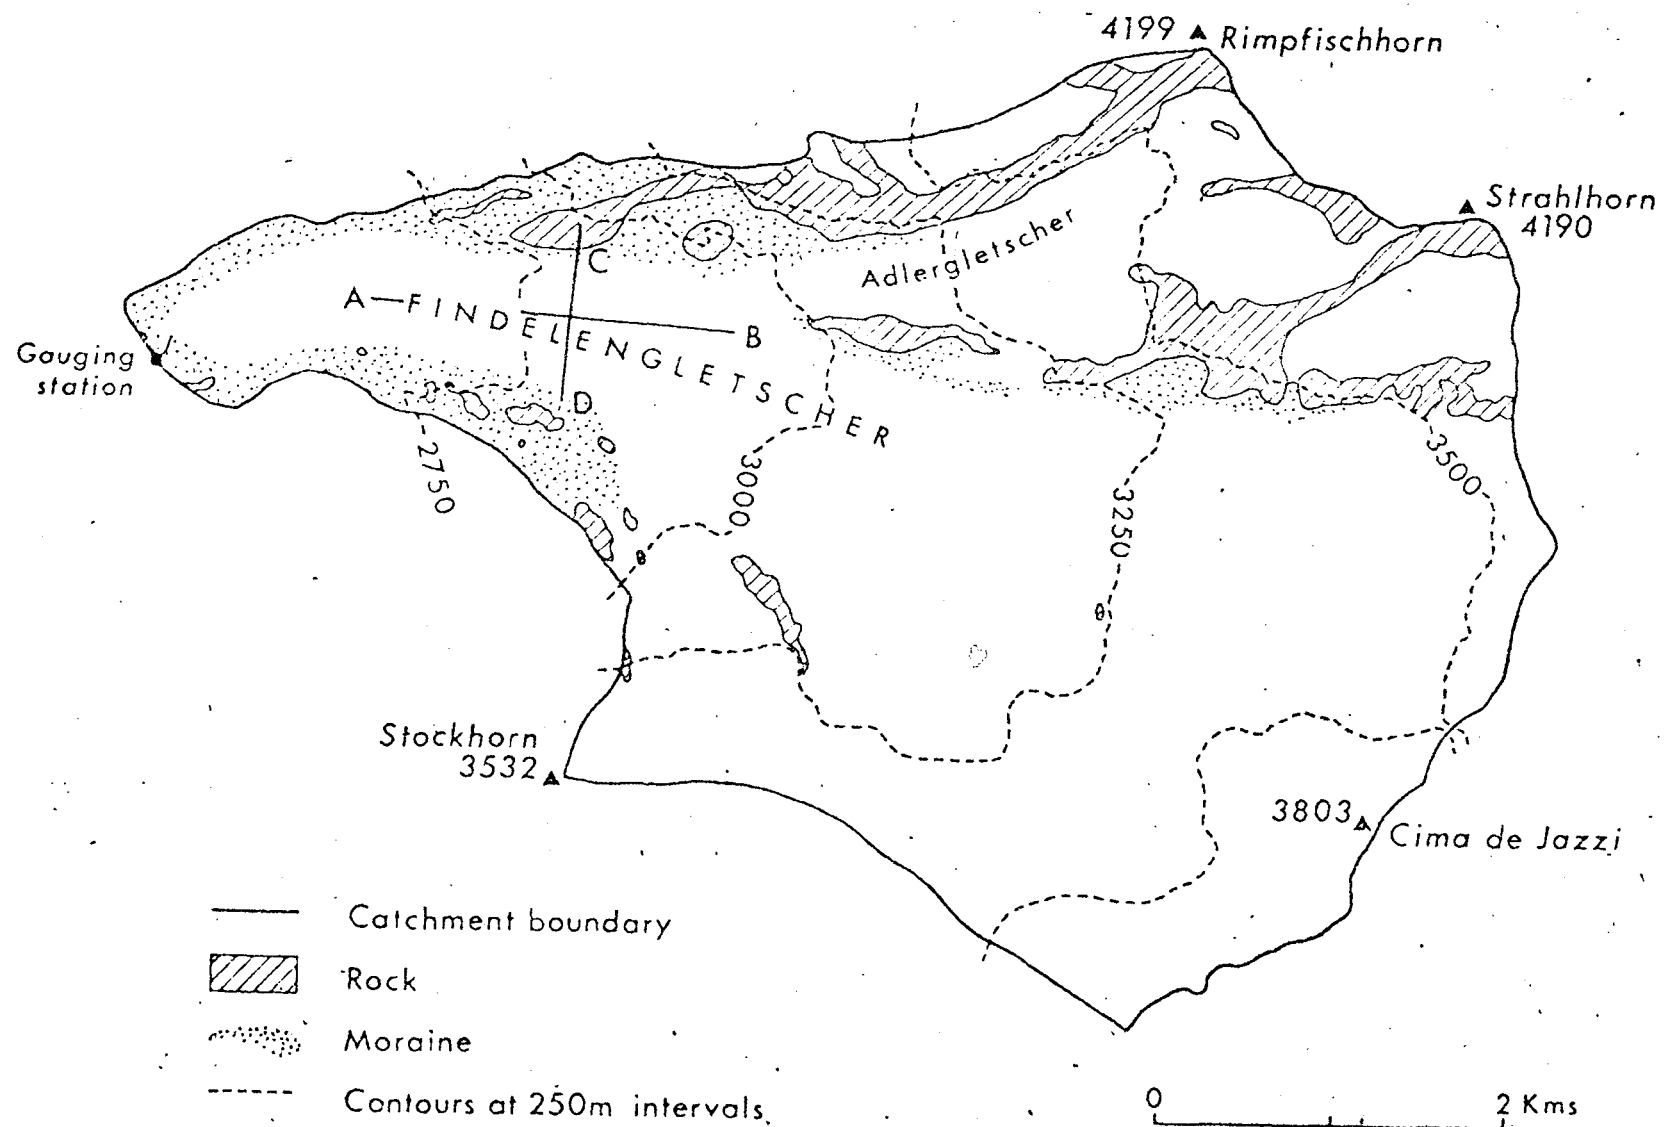 4199 Rimpfischhorn
Strahlhorn
4190
Adlergletscher
C
A—FINDELENGLETSCHER
B
Gauging
station
D
2750
3000
3250
3500
Stockhorn
3532
3803
Cima de Jazzi
Catchment boundary
Rock
Moraine
Contours at 250m intervals.
0 2 Kms